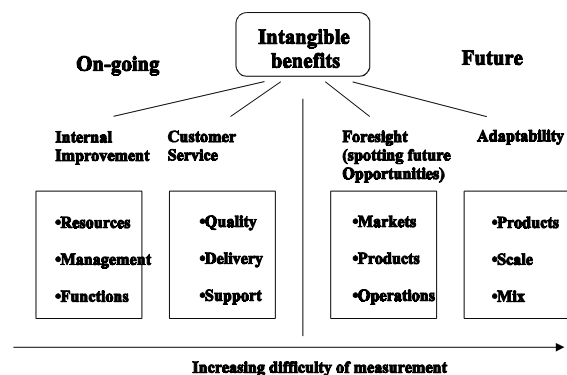 Intangible
benefits
On-going
Future
Internal
Improvement
Customer
Service
Foresight
(spotting future
Opportunities)
Adaptability
•Resources
•Management
•Functions
•Quality
•Delivery
•Support
•Markets
•Products
•Operations
•Products
•Scale
•Mix
Increasing difficulty of measurement